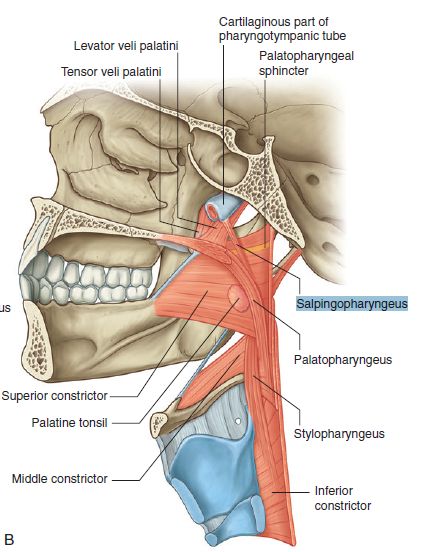 Cartilaginous part of
pharyngotympanic tube
Levator veli palatini
Palatopharyngeal
sphincter
Tensor veli palatini
Salpingopharyngeus
us
Palatopharyngeus
Superior constrictor
Palatine tonsil
Stylopharyngeus
Middle constrictor
Inferior
constrictor
B